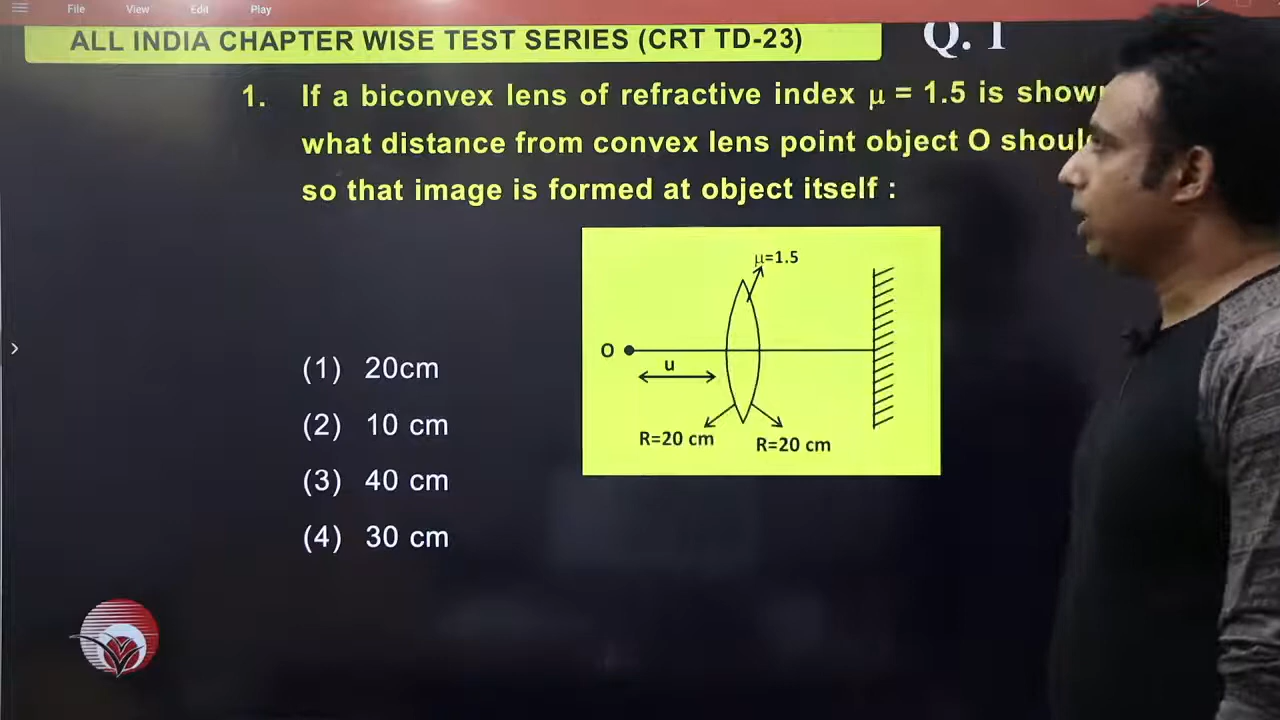 File View Edit Play
ALL INDIA CHAPTER WISE TEST SERIES (CRT TD-23)
Q. 1
1. If a biconvex lens of refractive index μ = 1.5 is
what distance from convex lens point object O
so that image is formed at object itself :
μ=1.5
O
u
R=20 cm
R=20 cm
(1) 20cm
(2) 10 cm
(3) 40 cm
(4) 30 cm